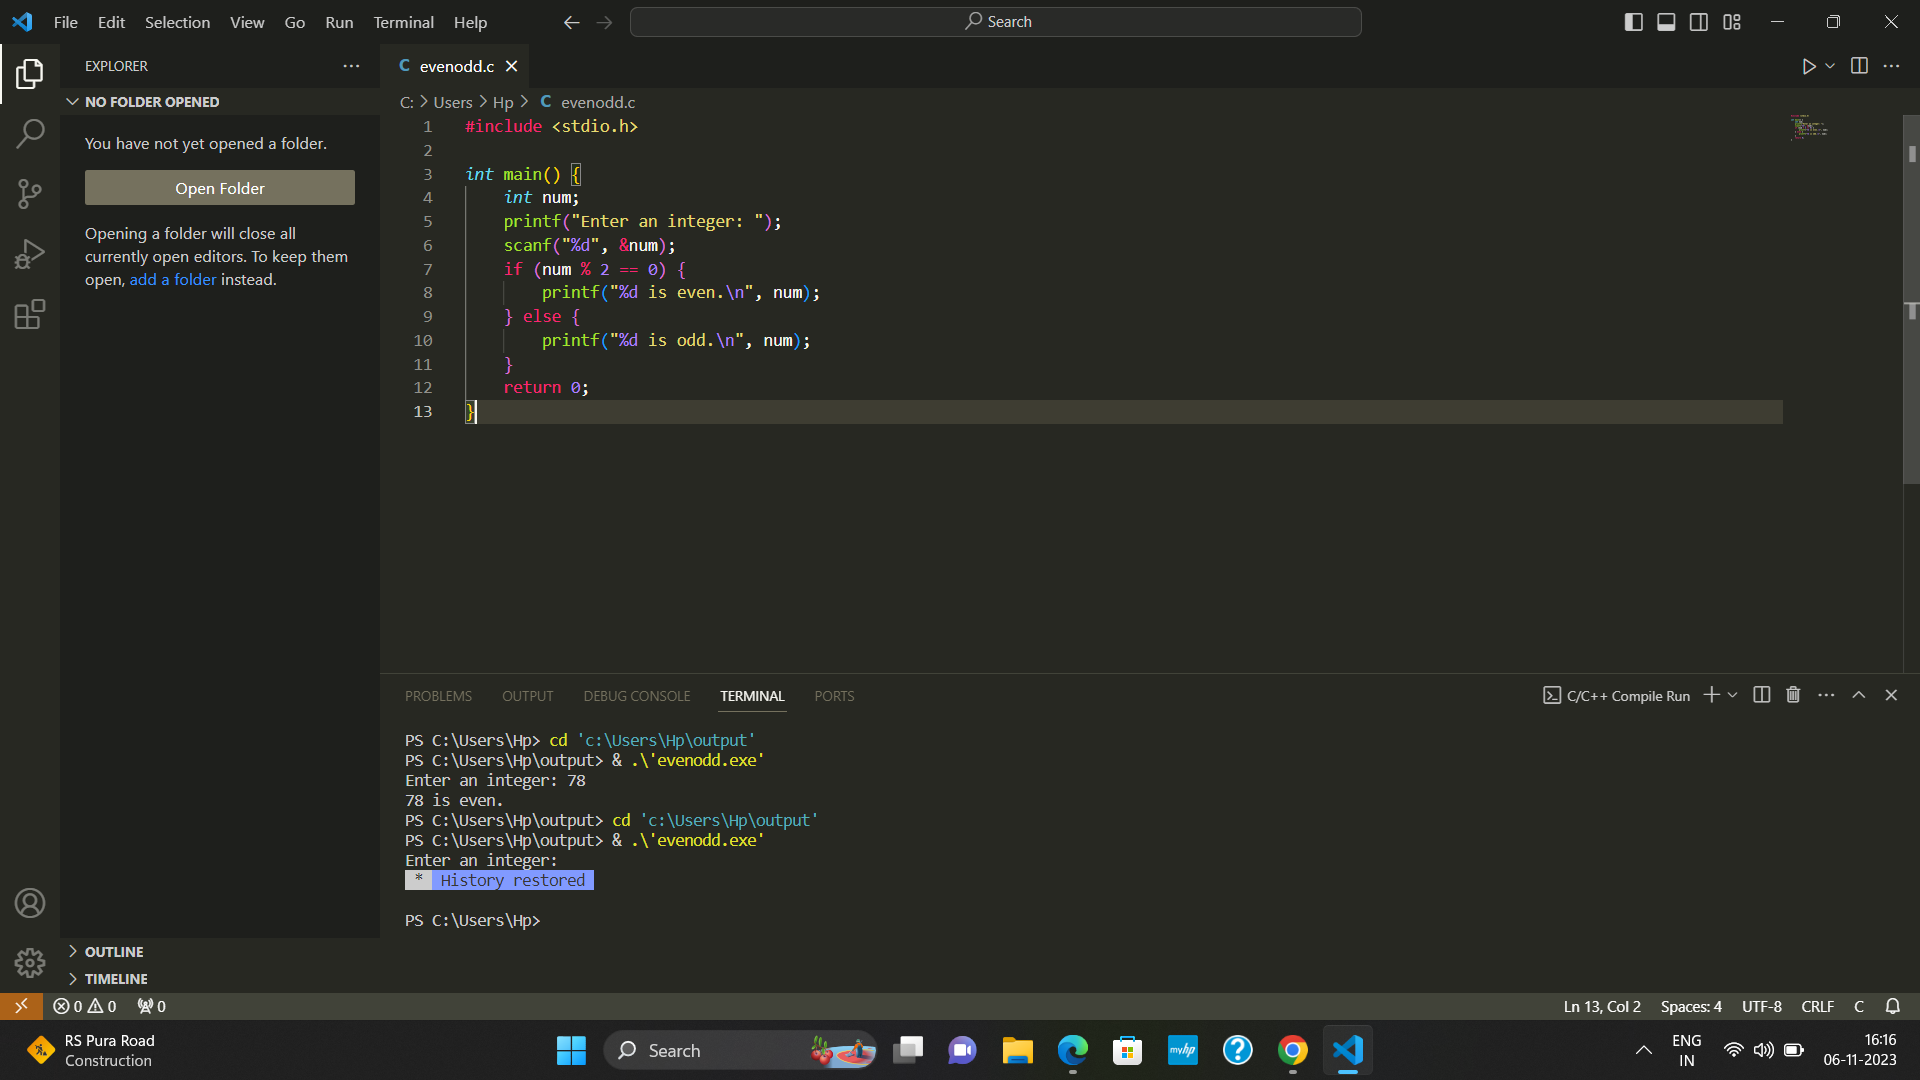 File Edit Selection View Go Run Terminal Help
Search
EXPLORER
NO FOLDER OPENED
You have not yet opened a folder.
Open Folder
Opening a folder will close all
currently open editors. To keep them
open, add a folder instead.
OUTLINE
TIMELINE
C evenodd.c
C: > Users > Hp > C evenodd.c
1 #include <stdio.h>
2
3 int main() {
4 int num;
5 printf("Enter an integer: ");
6 scanf("%d", &num);
7 if (num % 2 == 0) {
8 printf("%d is even.\n", num);
9 } else {
10 printf("%d is odd.\n", num);
11 }
12 return 0;
13 }
PROBLEMS OUTPUT DEBUG CONSOLE TERMINAL PORTS
C/C++ Compile Run
PS C:\Users\Hp> cd 'c:\Users\Hp\output'
PS C:\Users\Hp\output> & .\'evenodd.exe'
Enter an integer: 78
78 is even.
PS C:\Users\Hp\output> cd 'c:\Users\Hp\output'
PS C:\Users\Hp\output> & .\'evenodd.exe'
Enter an integer:
* History restored
PS C:\Users\Hp>
0 0 0
Ln 13, Col 2 Spaces: 4 UTF-8 CRLF C
RS Pura Road
Construction
Search
myhp
ENG
IN
16:16
06-11-2023